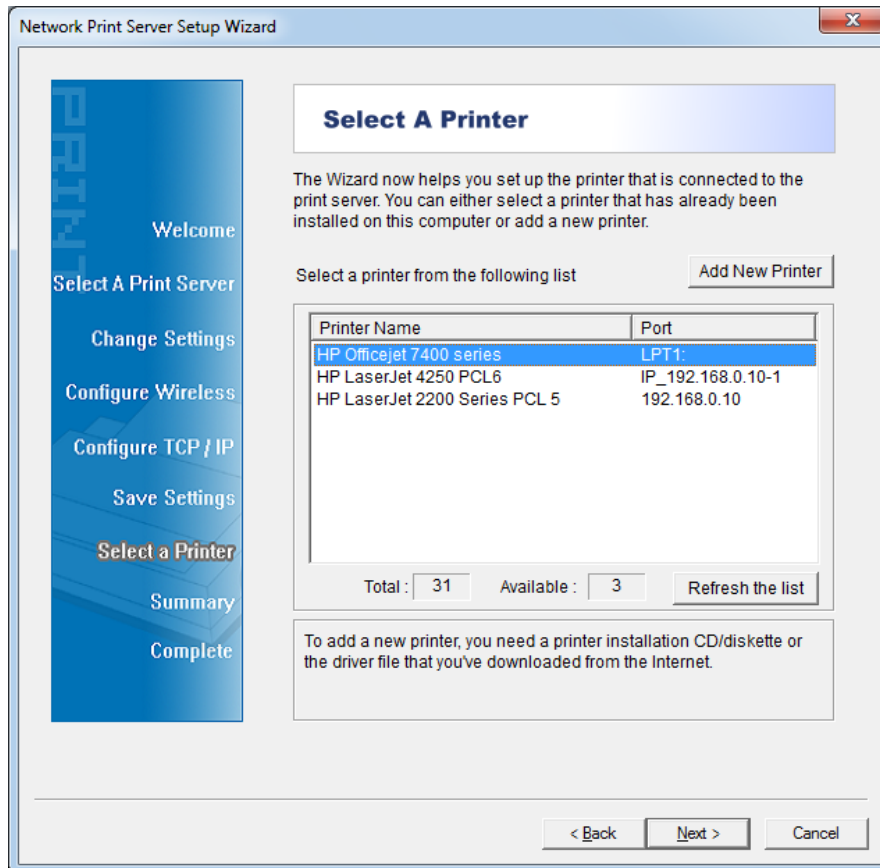 Network Print Server Setup Wizard
PRINT
Welcome
Select A Print Server
Change Settings
Configure Wireless
Configure TCP / IP
Save Settings
Select a Printer
Summary
Complete
Select A Printer
The Wizard now helps you set up the printer that is connected to the
print server. You can either select a printer that has already been
installed on this computer or add a new printer.
Select a printer from the following list
Add New Printer
Printer Name Port
HP Officejet 7400 series LPT1:
HP LaserJet 4250 PCL6 IP_192.168.0.10-1
HP LaserJet 2200 Series PCL 5 192.168.0.10
Total : 31 Available : 3 Refresh the list
To add a new printer, you need a printer installation CD/diskette or
the driver file that you've downloaded from the Internet.
< Back Next > Cancel